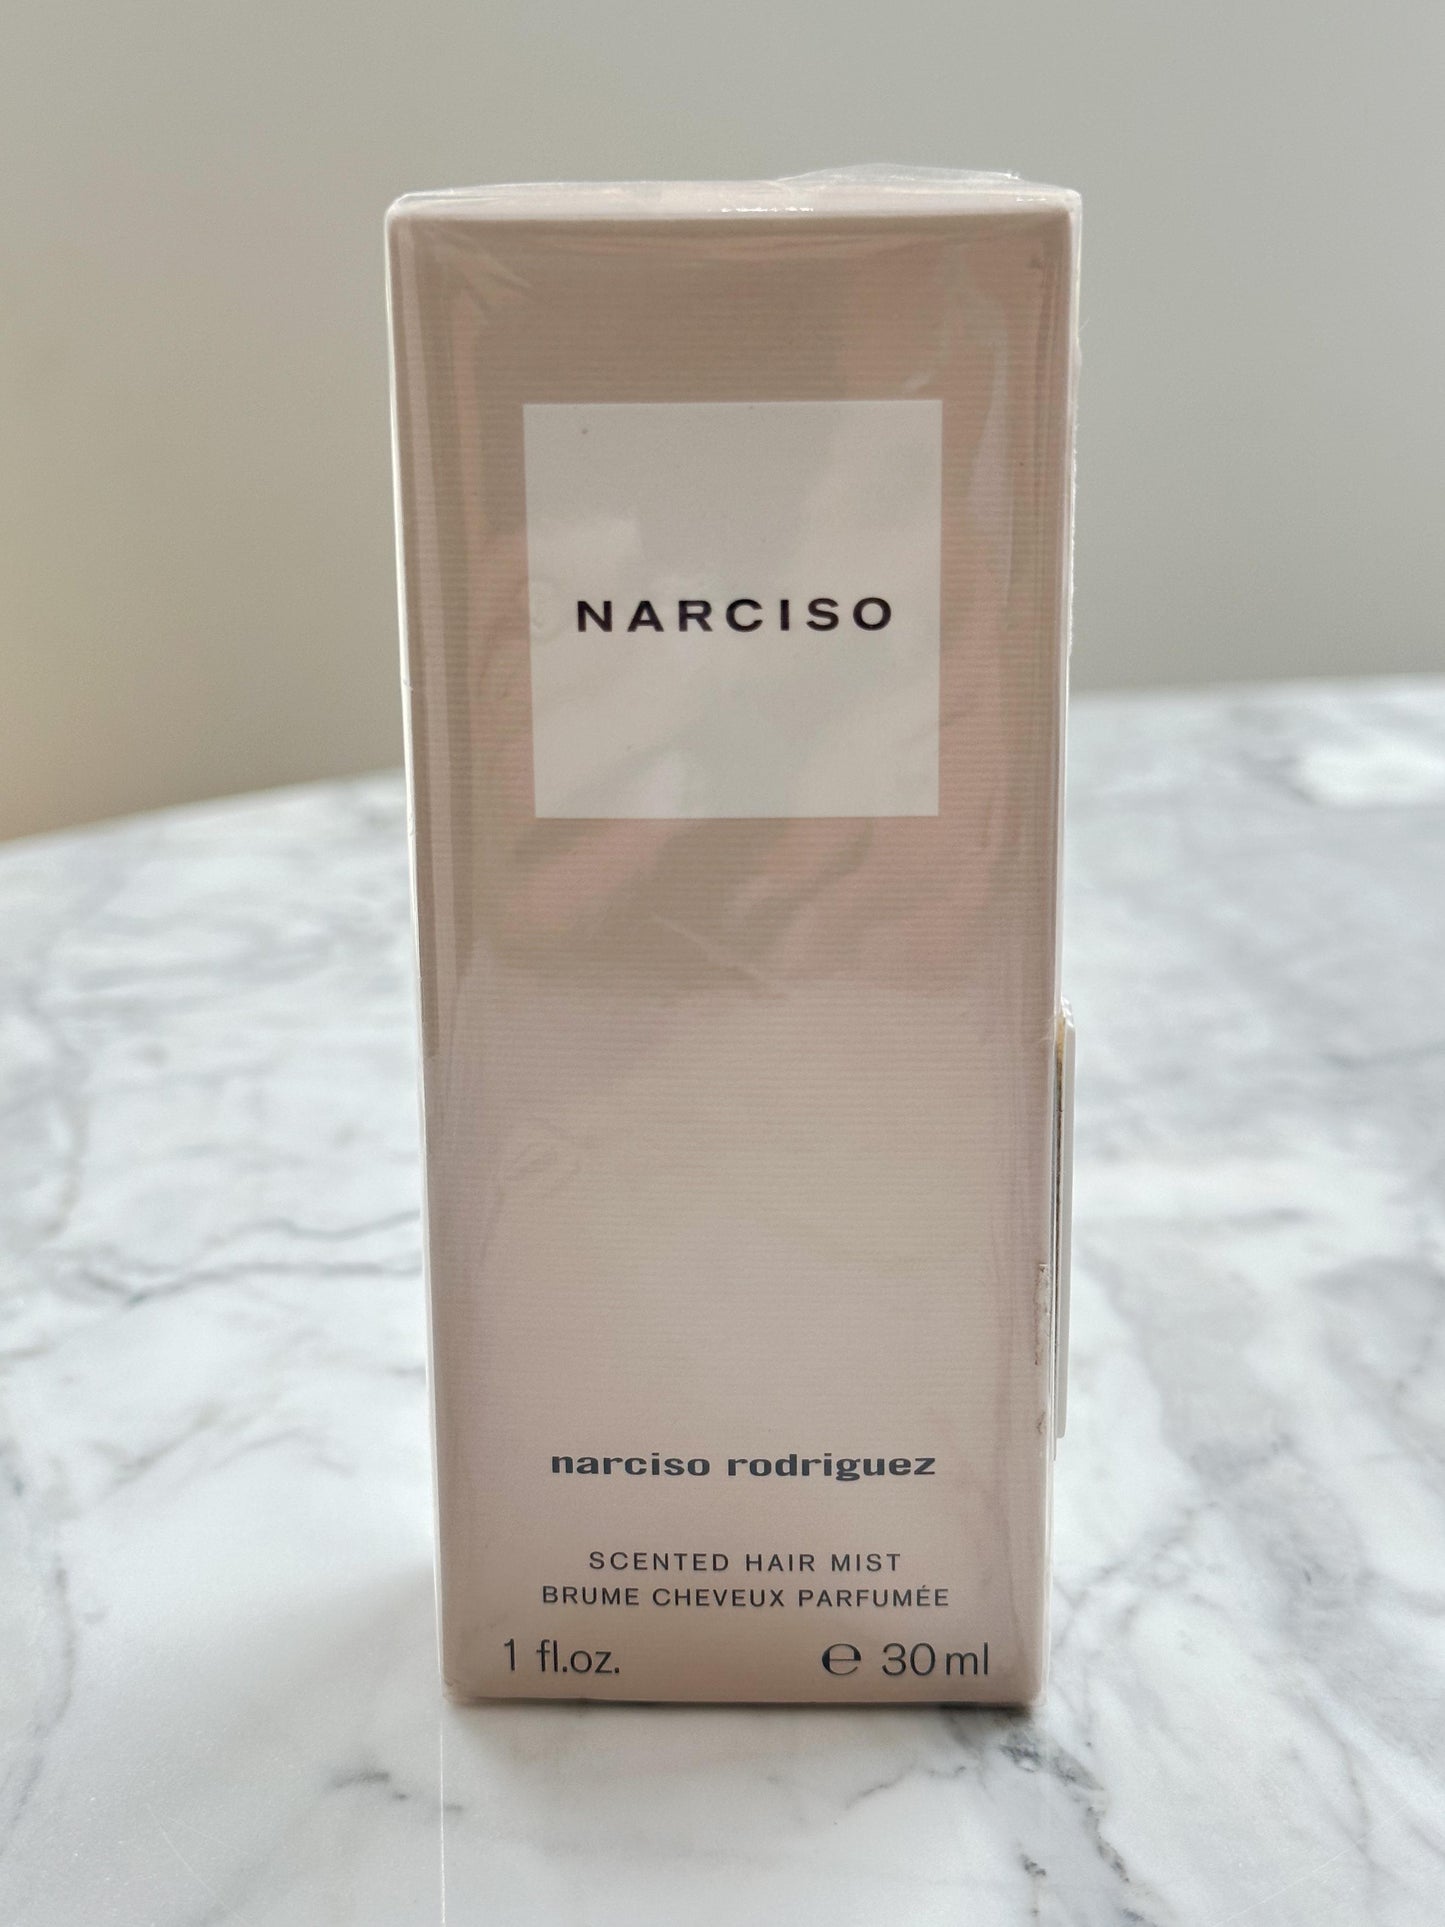 NARCISO
narciso rodriguez
SCENTED HAIR MIST
BRUME CHEVEUX PARFUMÉE
1 fl.oz. ℮ 30 ml